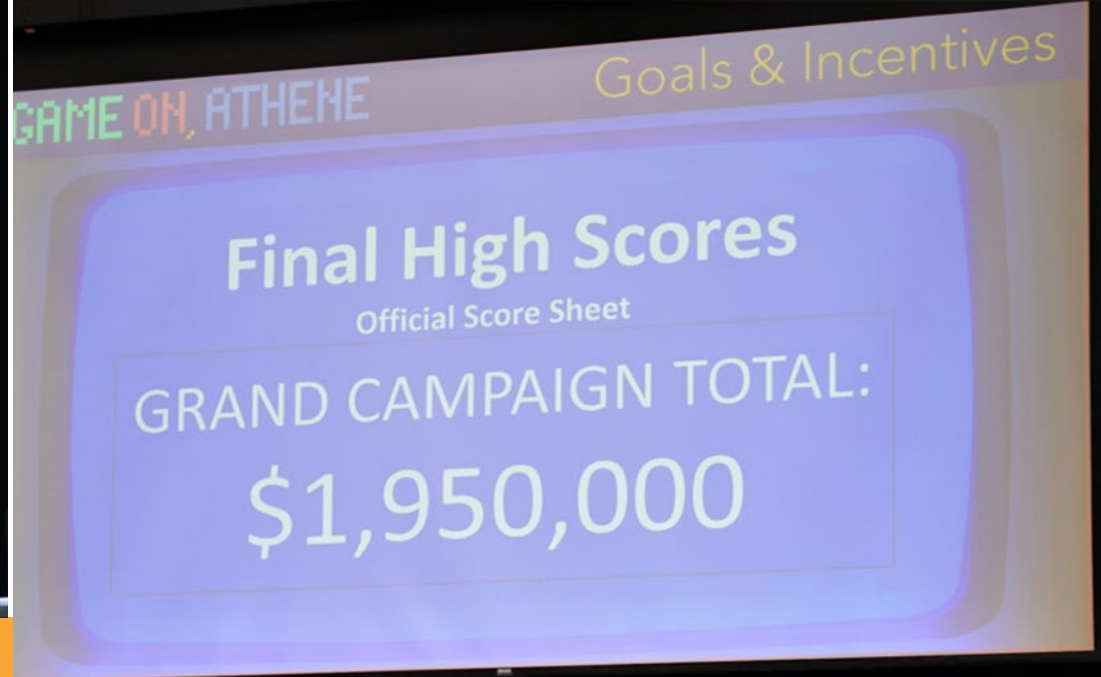 GAME ON, ATHENE
Goals & Incentives
Final High Scores
Official Score Sheet
GRAND CAMPAIGN TOTAL:
$1,950,000